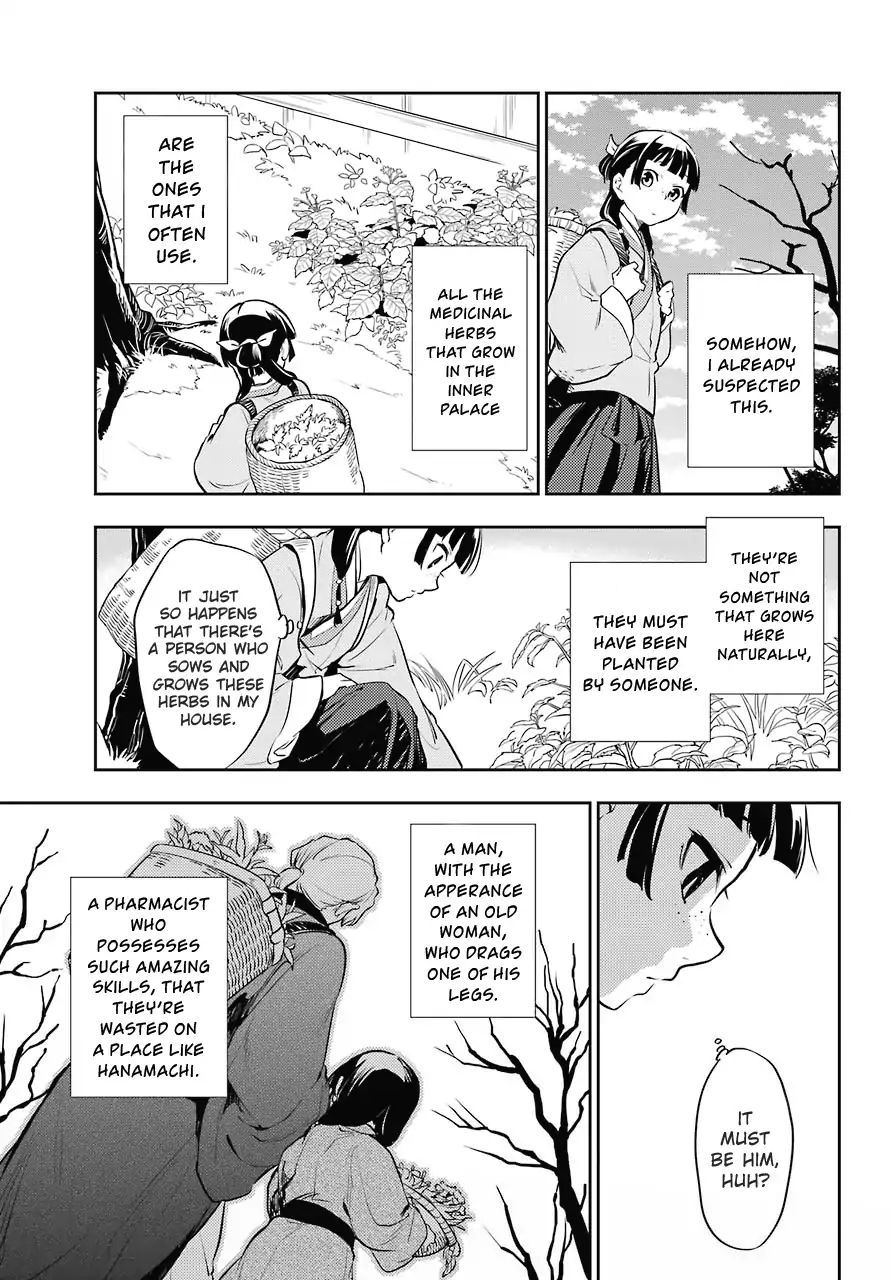 SOMEHOW,
I ALREADY
SUSPECTED
THIS.
ALL THE
MEDICINAL
HERBS
THAT GROW
IN THE
INNER
PALACE
ARE
THE
ONES
THAT I
OFTEN
USE.
THEY'RE
NOT
SOMETHING
THAT GROWS
HERE
NATURALLY,
THEY MUST
HAVE BEEN
PLANTED
BY SOMEONE.
IT JUST
SO HAPPENS
THAT THERE'S
A PERSON WHO
SOWS AND
GROWS THESE
HERBS IN MY
HOUSE.
IT
MUST
BE HIM,
HUH?
A MAN,
WITH THE
APPERANCE
OF AN OLD
WOMAN,
WHO DRAGS
ONE OF HIS
LEGS.
A PHARMACIST
WHO
POSSESSES
SUCH AMAZING
SKILLS, THAT
THEY'RE
WASTED ON
A PLACE LIKE
HANAMACHI.